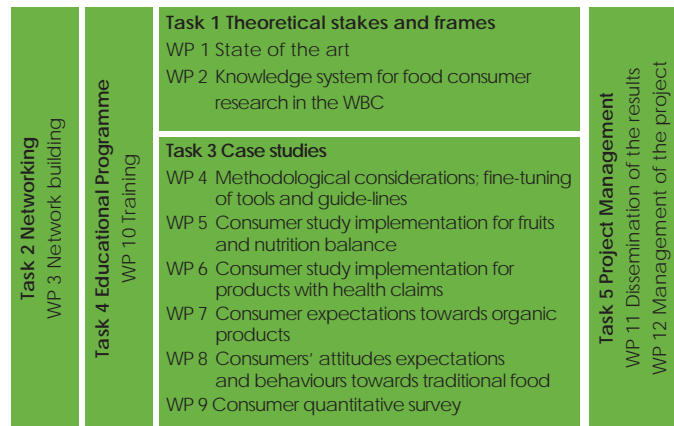 Task 2 Networking
WP 3 Network building
Task 4 Educational Programme
WP 10 Training
Task 1 Theoretical stakes and frames
WP 1 State of the art
WP 2 Knowledge system for food consumer
research in the WBC
Task 3 Case studies
WP 4 Methodological considerations; fine-tuning
of tools and guide-lines
WP 5 Consumer study implementation for fruits
and nutrition balance
WP 6 Consumer study implementation for
products with health claims
WP 7 Consumer expectations towards organic
products
WP 8 Consumers’ attitudes expectations
and behaviours towards traditional food
WP 9 Consumer quantitative survey
Task 5 Project Management
WP 11 Dissemination of the results
WP 12 Management of the project